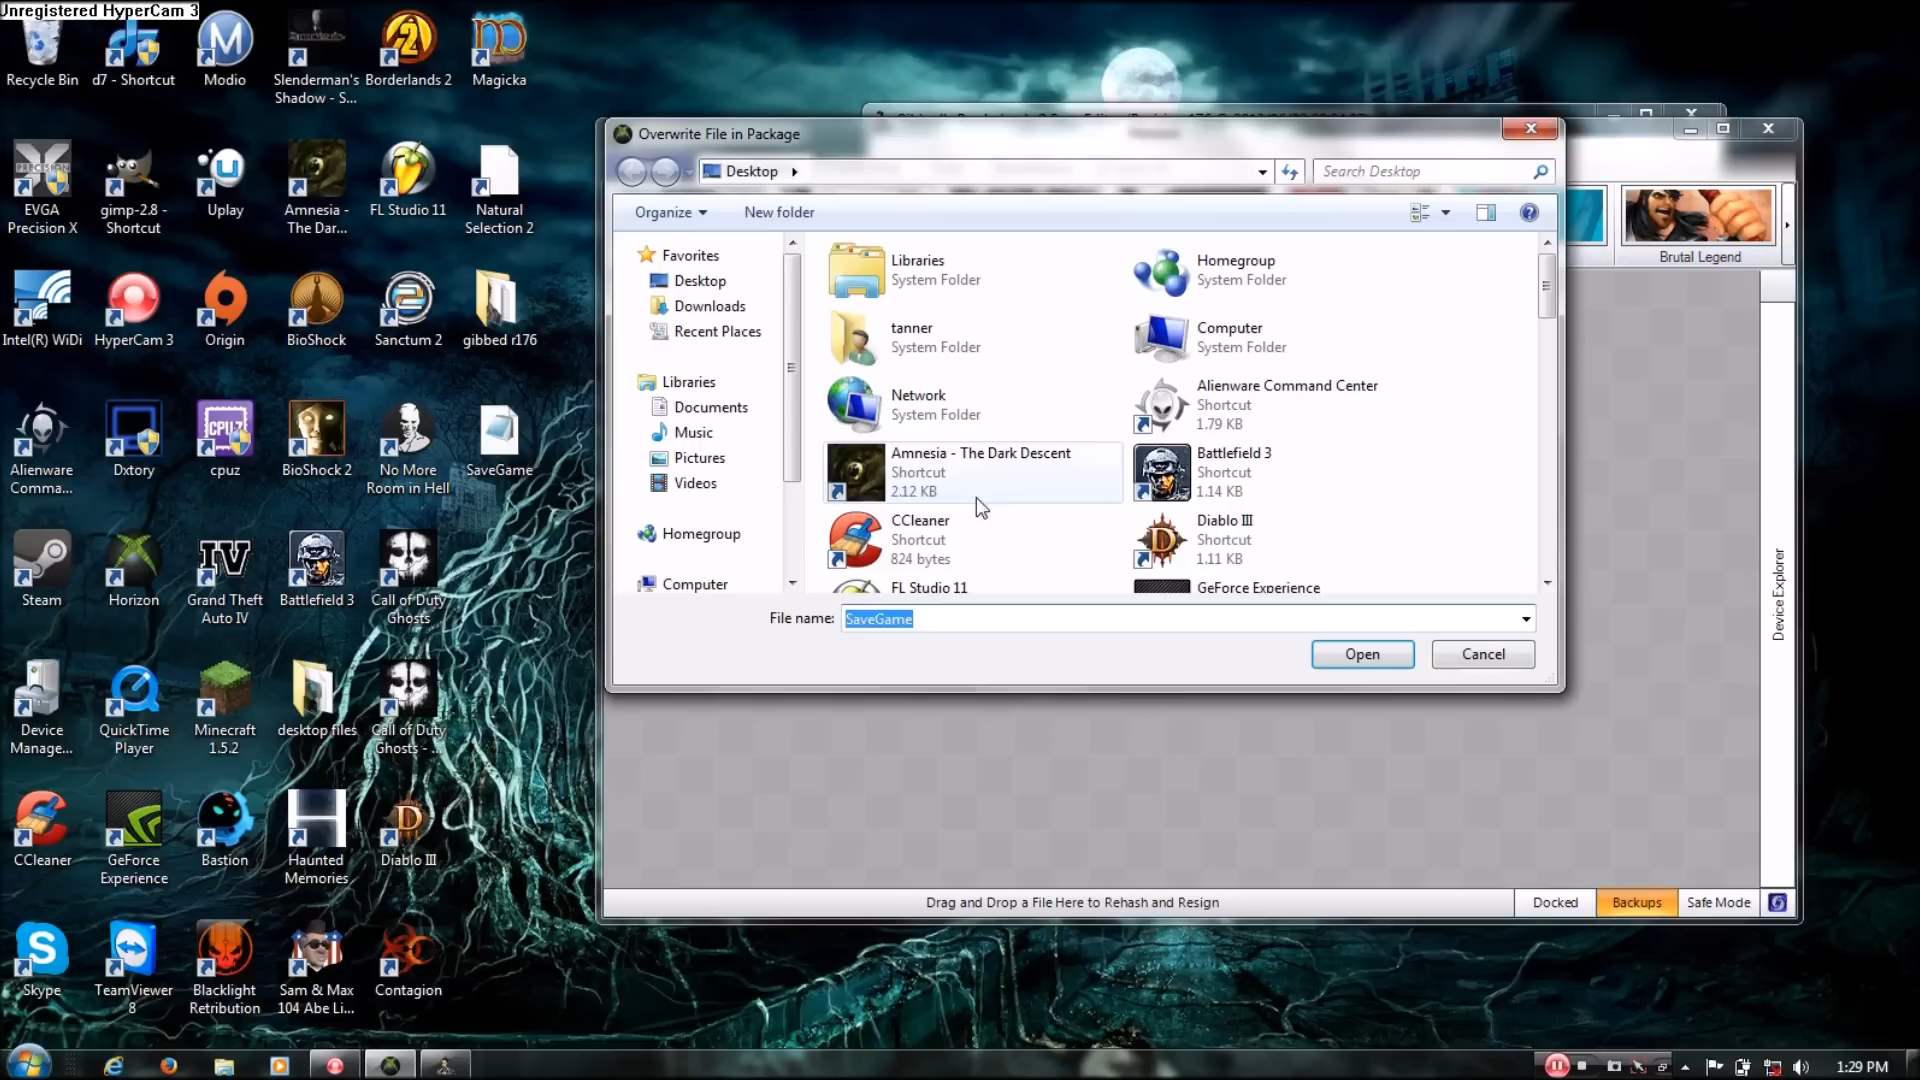 Unregistered HyperCam 3
Recycle Bin
d7 - Shortcut
Modio
Slenderman's
Shadow - S...
Borderlands 2
Magicka
EVGA
Precision X
gimp-2.8 -
Shortcut
Uplay
Amnesia -
The Dar...
FL Studio 11
Natural
Selection 2
Intel(R) WiDi
HyperCam 3
Origin
BioShock
Sanctum 2
gibbed r176
Alienware
Comma...
Dxtory
cpuz
BioShock 2
No More
Room in Hell
SaveGame
Steam
Horizon
Grand Theft
Auto IV
Battlefield 3
Call of Duty
Ghosts
Device
Manage...
QuickTime
Player
Minecraft
1.5.2
desktop files
Call of Duty
Ghosts - ...
CCleaner
GeForce
Experience
Bastion
Haunted
Memories
Diablo III
Skype
TeamViewer
8
Blacklight
Retribution
Sam & Max
104 Abe Li...
Contagion
Overwrite File in Package
Desktop
Search Desktop
Organize
New folder
Favorites
Desktop
Downloads
Recent Places
Libraries
Documents
Music
Pictures
Videos
Homegroup
Computer
Libraries
System Folder
Homegroup
System Folder
tanner
System Folder
Computer
System Folder
Network
System Folder
Alienware Command Center
Shortcut
1.79 KB
Amnesia - The Dark Descent
Shortcut
2.12 KB
Battlefield 3
Shortcut
1.14 KB
CCleaner
Shortcut
824 bytes
Diablo III
Shortcut
1.11 KB
FL Studio 11
GeForce Experience
File name:
SaveGame
Open
Cancel
Brutal Legend
Device Explorer
Drag and Drop a File Here to Rehash and Resign
Docked
Backups
Safe Mode
1:29 PM